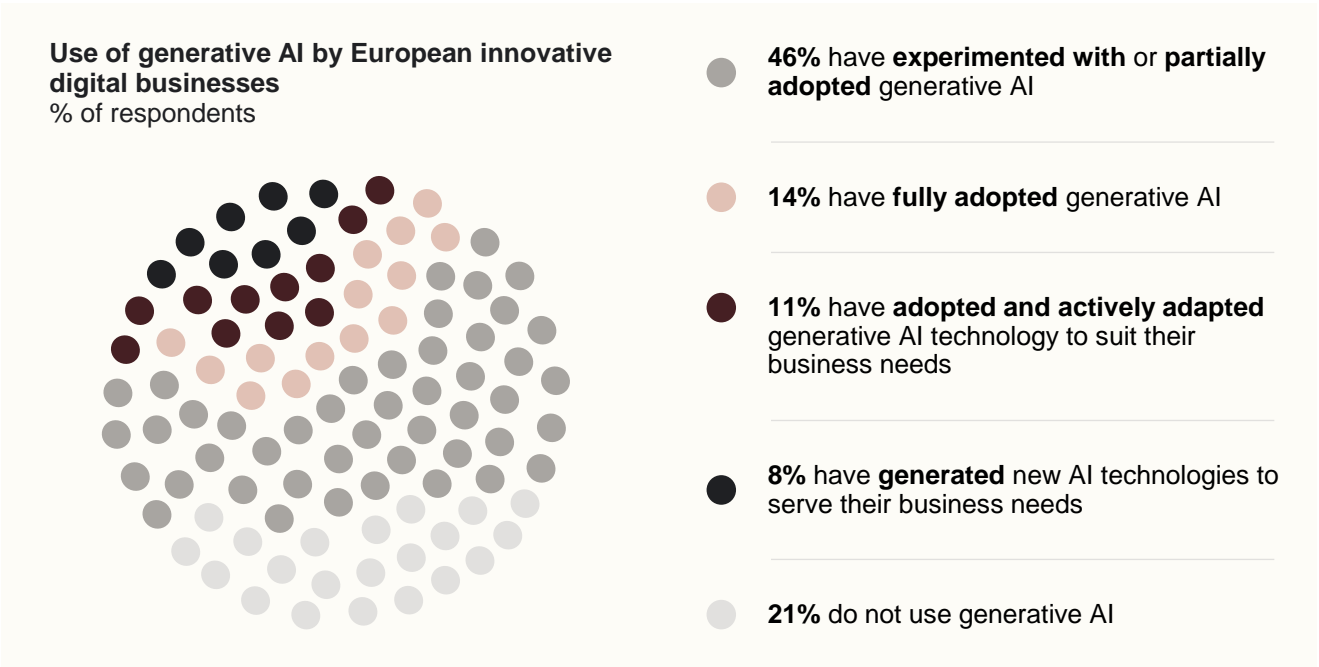 Use of generative AI by European innovative
digital businesses
% of respondents
46% have experimented with or partially
adopted generative AI
14% have fully adopted generative AI
11% have adopted and actively adapted
generative AI technology to suit their
business needs
8% have generated new AI technologies to
serve their business needs
21% do not use generative AI